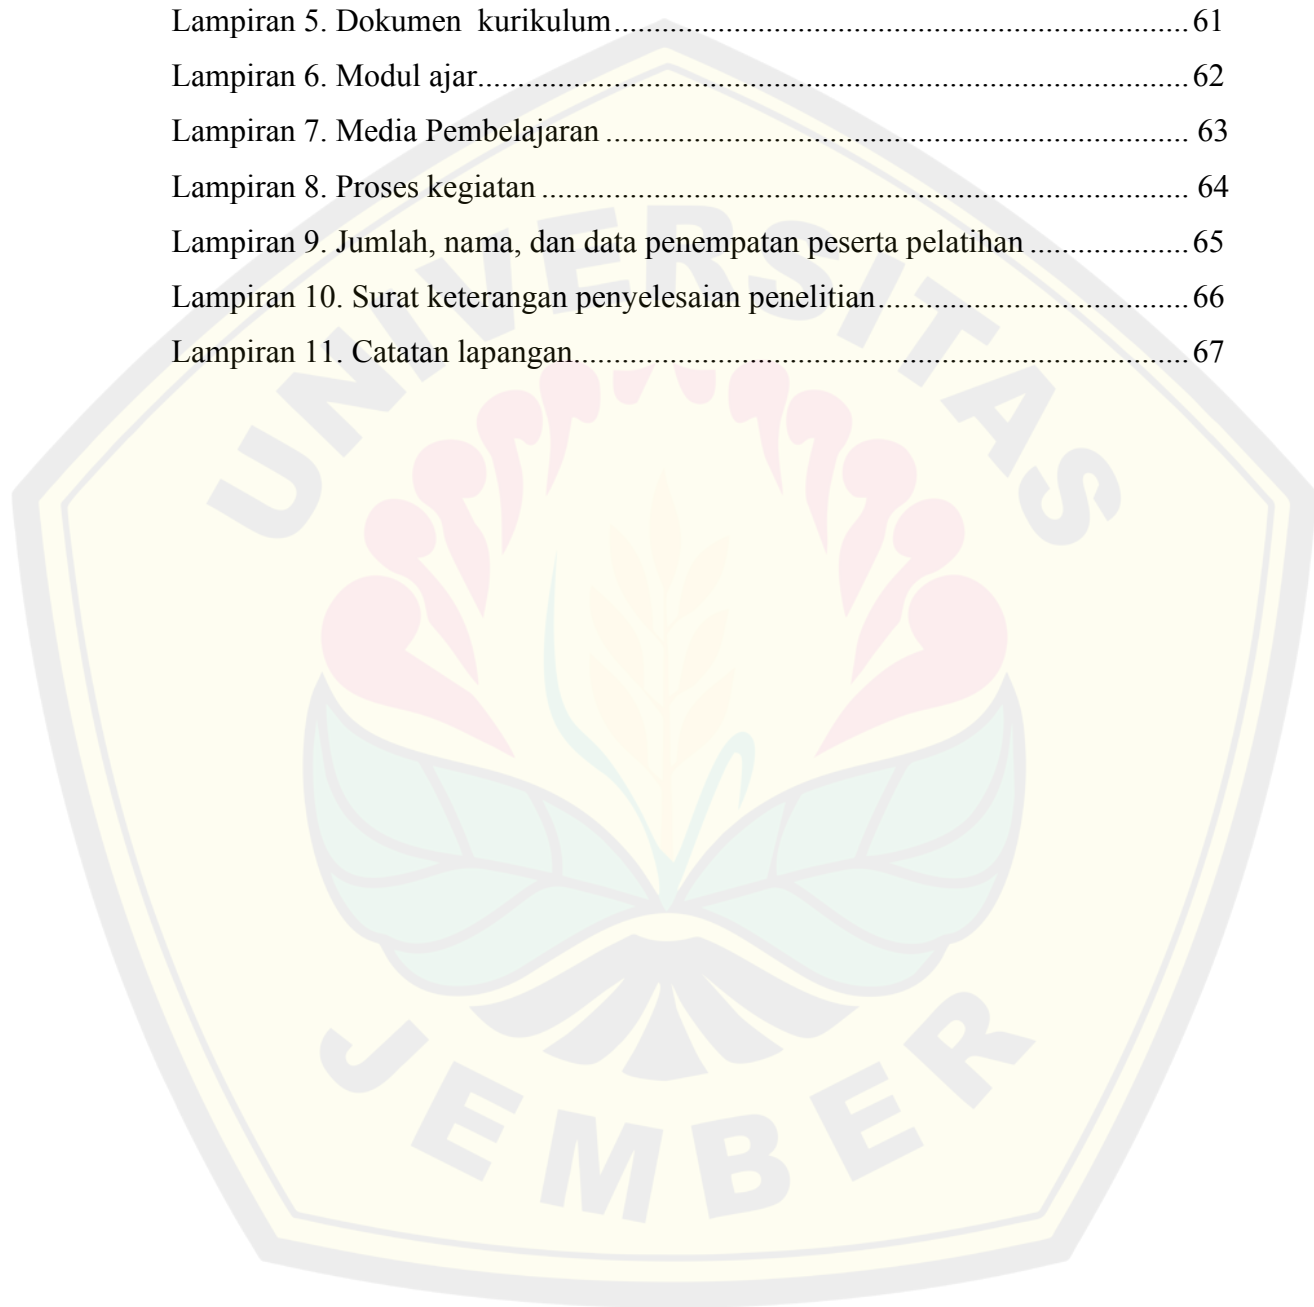 Lampiran 5. Dokumen  kurikulum........................................................................ 61
Lampiran 6. Modul ajar......................................................................................... 62
Lampiran 7. Media Pembelajaran ......................................................................... 63
Lampiran 8. Proses kegiatan ................................................................................. 64
Lampiran 9. Jumlah, nama, dan data penempatan peserta pelatihan .................... 65
Lampiran 10. Surat keterangan penyelesaian penelitian....................................... 66
Lampiran 11. Catatan lapangan............................................................................. 67
UNIVERSITAS
JEMBER